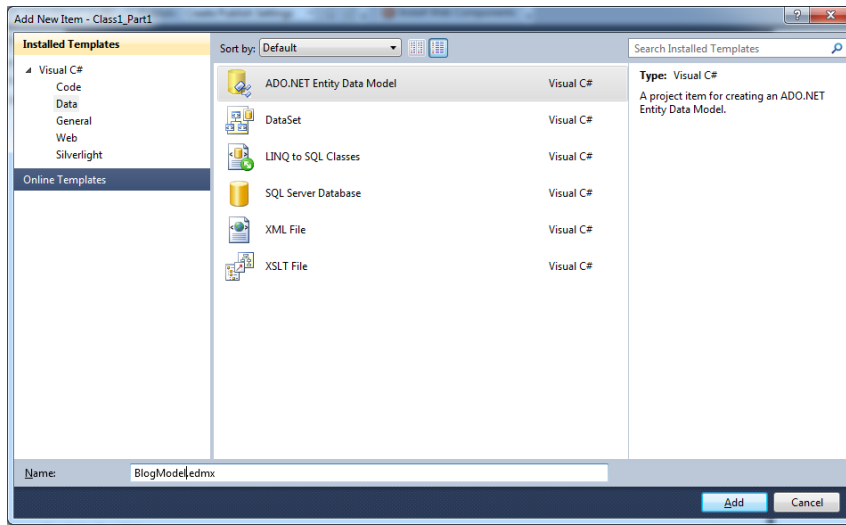 Add New Item - Class1_Part1
Installed Templates
Sort by: Default
Search Installed Templates
Visual C#
Code
Data
General
Web
Silverlight
Online Templates
ADO.NET Entity Data Model Visual C#
DataSet Visual C#
LINQ to SQL Classes Visual C#
SQL Server Database Visual C#
XML File Visual C#
XSLT File Visual C#
Type: Visual C#
A project item for creating an ADO.NET
Entity Data Model.
Name: BlogModel.edmx
Add Cancel